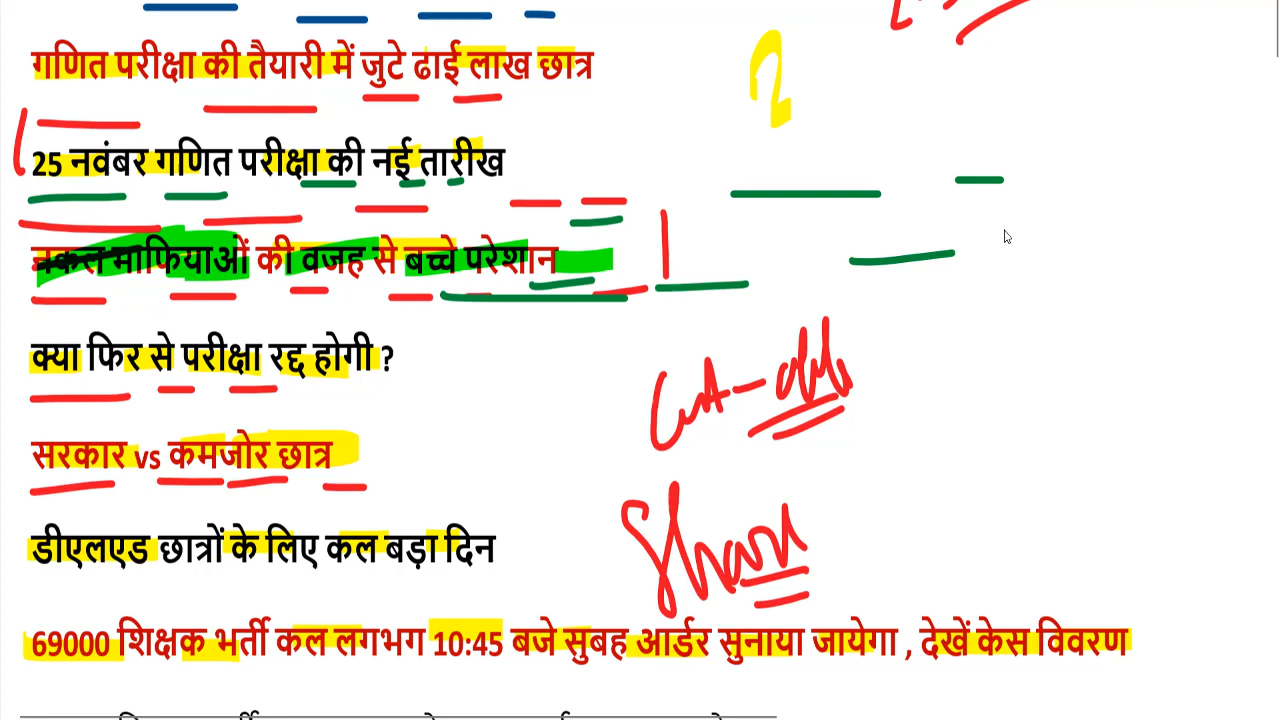 गणित परीक्षा की तैयारी में जुटे ढाई लाख छात्र
2
25 नवंबर गणित परीक्षा की नई तारीख
नकल माफियाओं की वजह से बच्चे परेशान
क्या फिर से परीक्षा रद्द होगी ?
सरकार vs कमजोर छात्र
डीएलएड छात्रों के लिए कल बड़ा दिन
69000 शिक्षक भर्ती कल लगभग 10:45 बजे सुबह आर्डर सुनाया जायेगा , देखें केस विवरण